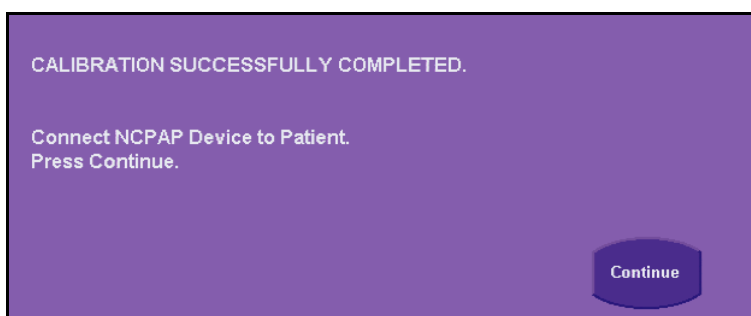 CALIBRATION SUCCESSFULLY COMPLETED.
Connect NCPAP Device to Patient.
Press Continue.
Continue